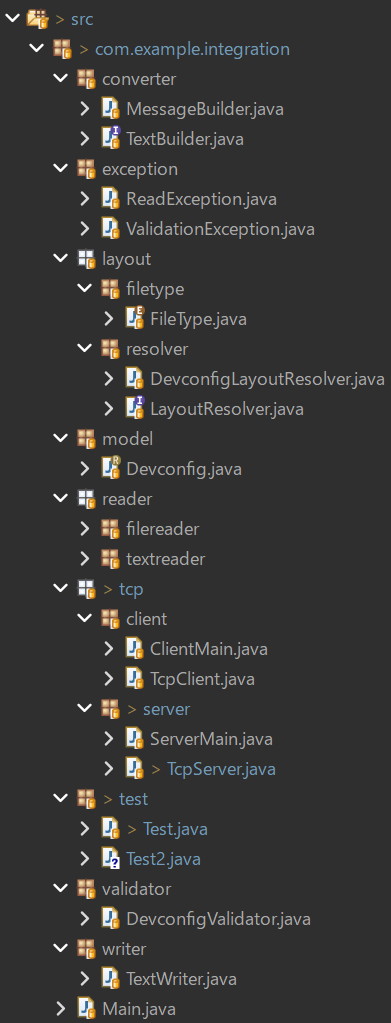 > src
> com.example.integration
converter
MessageBuilder.java
TextBuilder.java
exception
ReadException.java
ValidationException.java
layout
filetype
FileType.java
resolver
DevconfigLayoutResolver.java
LayoutResolver.java
model
Devconfig.java
reader
filereader
textreader
> tcp
client
ClientMain.java
TcpClient.java
> server
ServerMain.java
> TcpServer.java
> test
> Test.java
Test2.java
validator
DevconfigValidator.java
writer
TextWriter.java
Main.java